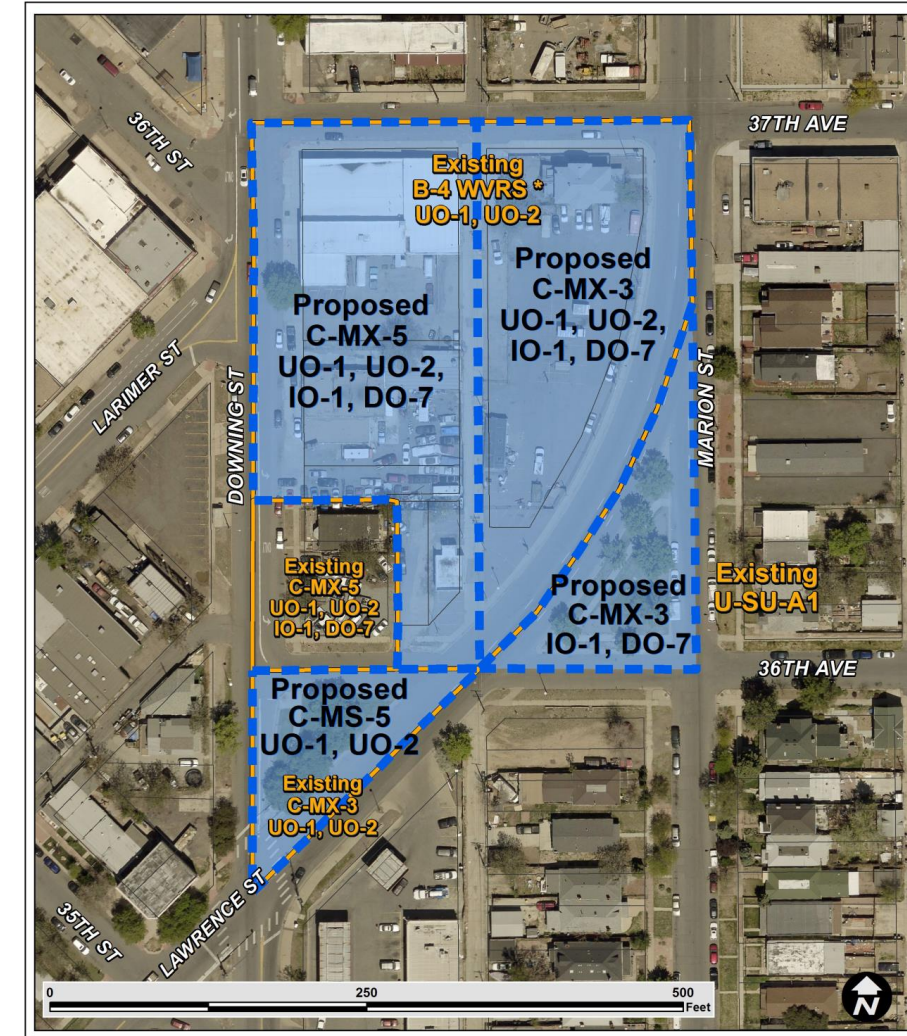 36TH ST
37TH AVE
Existing
B-4 WVRS *
UO-1, UO-2
Proposed
C-MX-5
UO-1, UO-2,
IO-1, DO-7
Proposed
C-MX-3
UO-1, UO-2,
IO-1, DO-7
LARIMER ST
DOWNING ST
MARION ST
Existing
C-MX-5
UO-1, UO-2
IO-1, DO-7
Proposed
C-MX-3
IO-1, DO-7
Existing
U-SU-A1
36TH AVE
Proposed
C-MS-5
UO-1, UO-2
Existing
C-MX-3
UO-1, UO-2
35TH ST
LAWRENCE ST
0 250 500
Feet
N